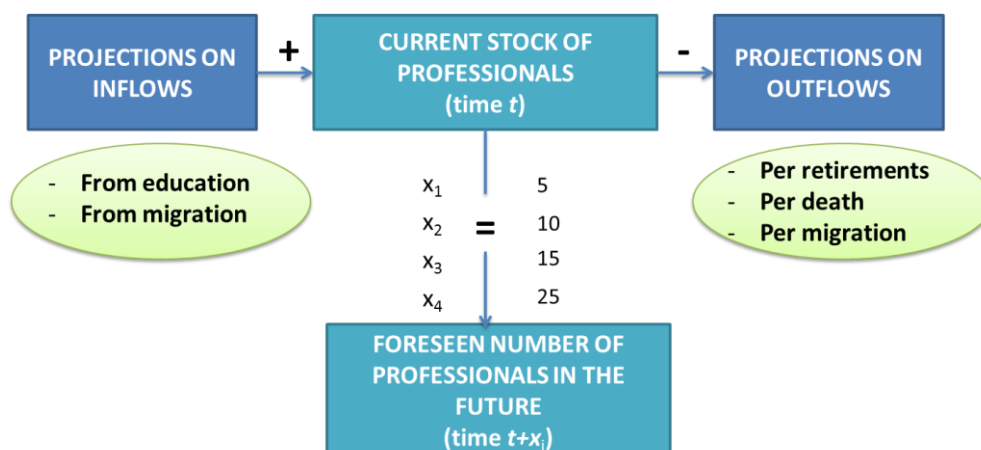 PROJECTIONS ON
INFLOWS
+
CURRENT STOCK OF
PROFESSIONALS
(time t)
-
PROJECTIONS ON
OUTFLOWS
- From education
- From migration
x₁ 5
x₂ = 10
x₃ 15
x₄ 25
- Per retirements
- Per death
- Per migration
FORESEEN NUMBER OF
PROFESSIONALS IN THE
FUTURE
(time t+xᵢ)